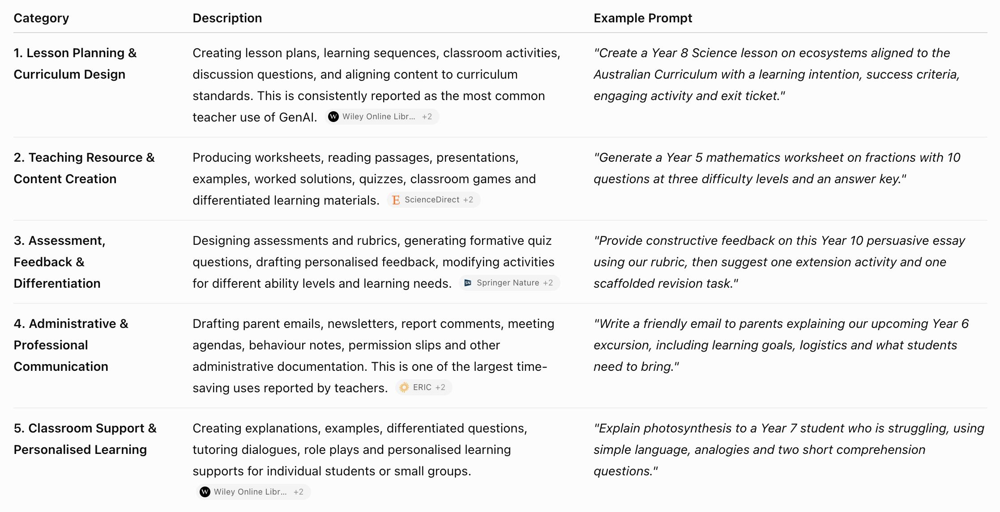 Category Description Example Prompt
1. Lesson Planning &
Curriculum Design
Creating lesson plans, learning sequences, classroom activities,
discussion questions, and aligning content to curriculum
standards. This is consistently reported as the most common
teacher use of GenAI. W Wiley Online Libr... +2
"Create a Year 8 Science lesson on ecosystems aligned to the
Australian Curriculum with a learning intention, success criteria,
engaging activity and exit ticket."
2. Teaching Resource &
Content Creation
Producing worksheets, reading passages, presentations,
examples, worked solutions, quizzes, classroom games and
differentiated learning materials. E ScienceDirect +2
"Generate a Year 5 mathematics worksheet on fractions with 10
questions at three difficulty levels and an answer key."
3. Assessment,
Feedback &
Differentiation
Designing assessments and rubrics, generating formative quiz
questions, drafting personalised feedback, modifying activities
for different ability levels and learning needs. SN Springer Nature +2
"Provide constructive feedback on this Year 10 persuasive essay
using our rubric, then suggest one extension activity and one
scaffolded revision task."
4. Administrative &
Professional
Communication
Drafting parent emails, newsletters, report comments, meeting
agendas, behaviour notes, permission slips and other
administrative documentation. This is one of the largest time-
saving uses reported by teachers. ERIC +2
"Write a friendly email to parents explaining our upcoming Year 6
excursion, including learning goals, logistics and what students
need to bring."
5. Classroom Support &
Personalised Learning
Creating explanations, examples, differentiated questions,
tutoring dialogues, role plays and personalised learning
supports for individual students or small groups.
W Wiley Online Libr... +2
"Explain photosynthesis to a Year 7 student who is struggling, using
simple language, analogies and two short comprehension
questions."